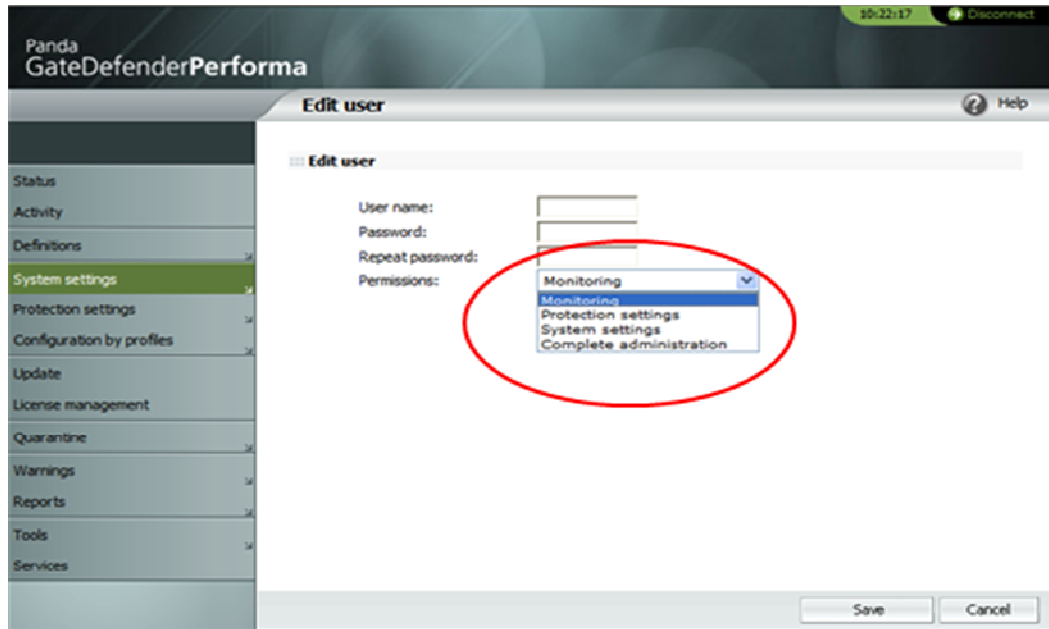 10:22:17 Disconnect
Panda
GateDefenderPerforma
Edit user
Help
Edit user
Status
Activity
Definitions
System settings
Protection settings
Configuration by profiles
Update
License management
Quarantine
Warnings
Reports
Tools
Services
User name:
Password:
Repeat password:
Permissions: Monitoring
Monitoring
Protection settings
System settings
Complete administration
Save Cancel